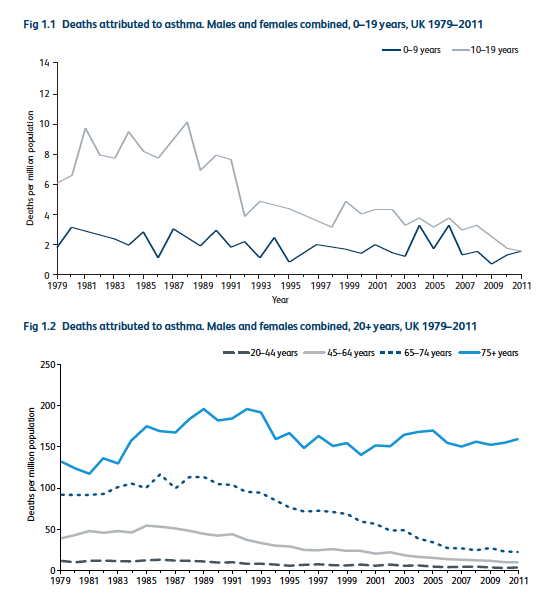 Fig 1.1 Deaths attributed to asthma. Males and females combined, 0–19 years, UK 1979–2011
0–9 years 10–19 years
14
12
10
8
6
4
2
0
Deaths per million population
1979 1981 1983 1985 1987 1989 1991 1993 1995 1997 1999 2001 2003 2005 2007 2009 2011
Year
Fig 1.2 Deaths attributed to asthma. Males and females combined, 20+ years, UK 1979–2011
20–44 years 45–64 years 65–74 years 75+ years
250
200
150
100
50
0
Deaths per million population
1979 1981 1983 1985 1987 1989 1991 1993 1995 1997 1999 2001 2003 2005 2007 2009 2011